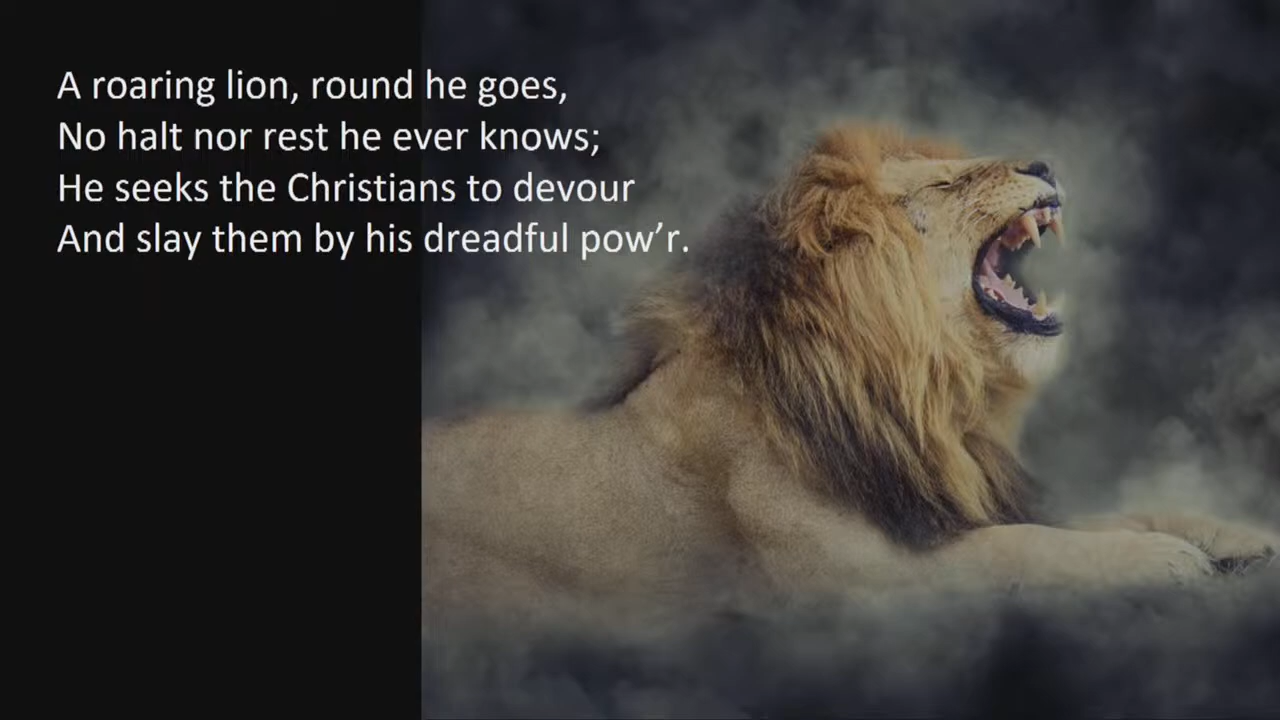 A roaring lion, round he goes,
No halt nor rest he ever knows;
He seeks the Christians to devour
And slay them by his dreadful pow’r.